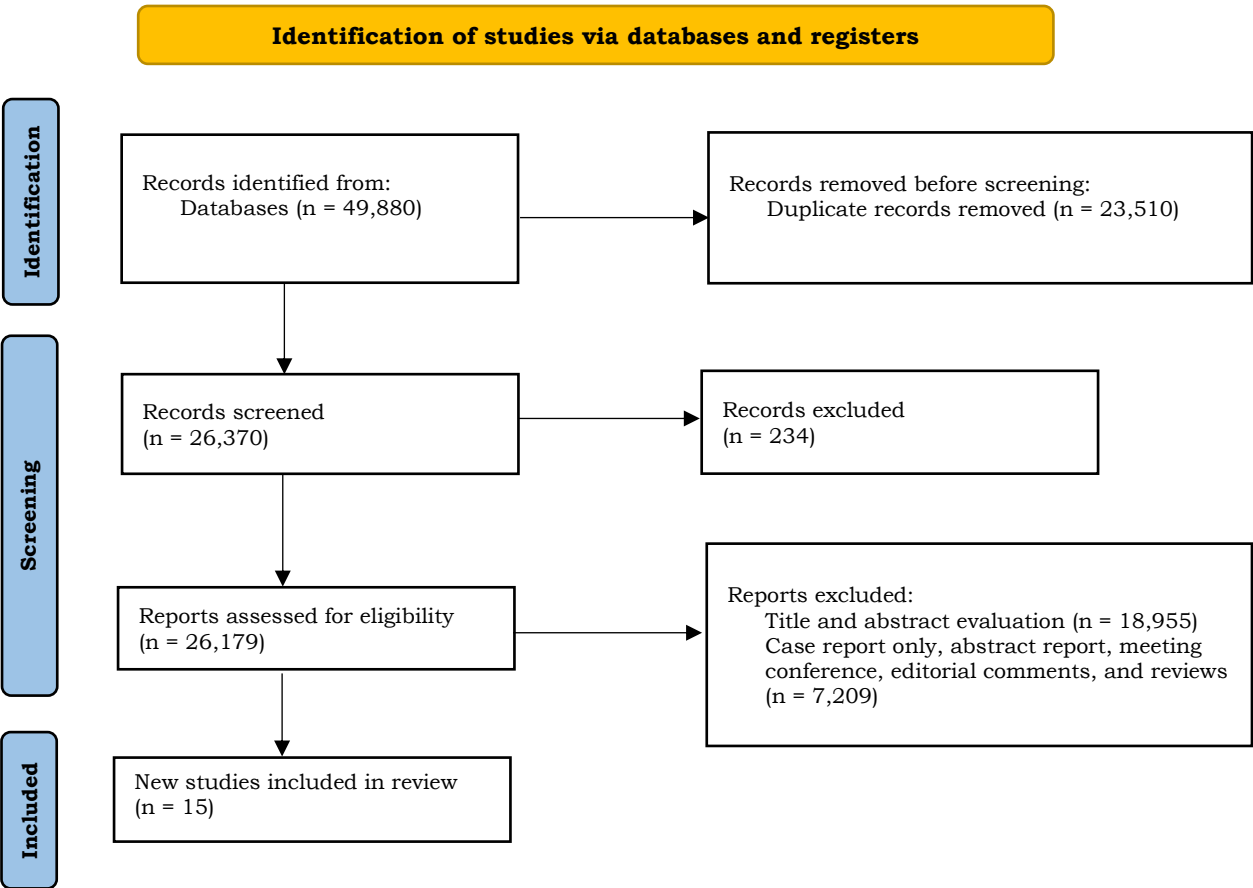 Identification of studies via databases and registers
Identification
Records identified from:
Databases (n = 49,880)
Records removed before screening:
Duplicate records removed (n = 23,510)
Screening
Records screened
(n = 26,370)
Records excluded
(n = 234)
Reports assessed for eligibility
(n = 26,179)
Reports excluded:
Title and abstract evaluation (n = 18,955)
Case report only, abstract report, meeting
conference, editorial comments, and reviews
(n = 7,209)
Included
New studies included in review
(n = 15)